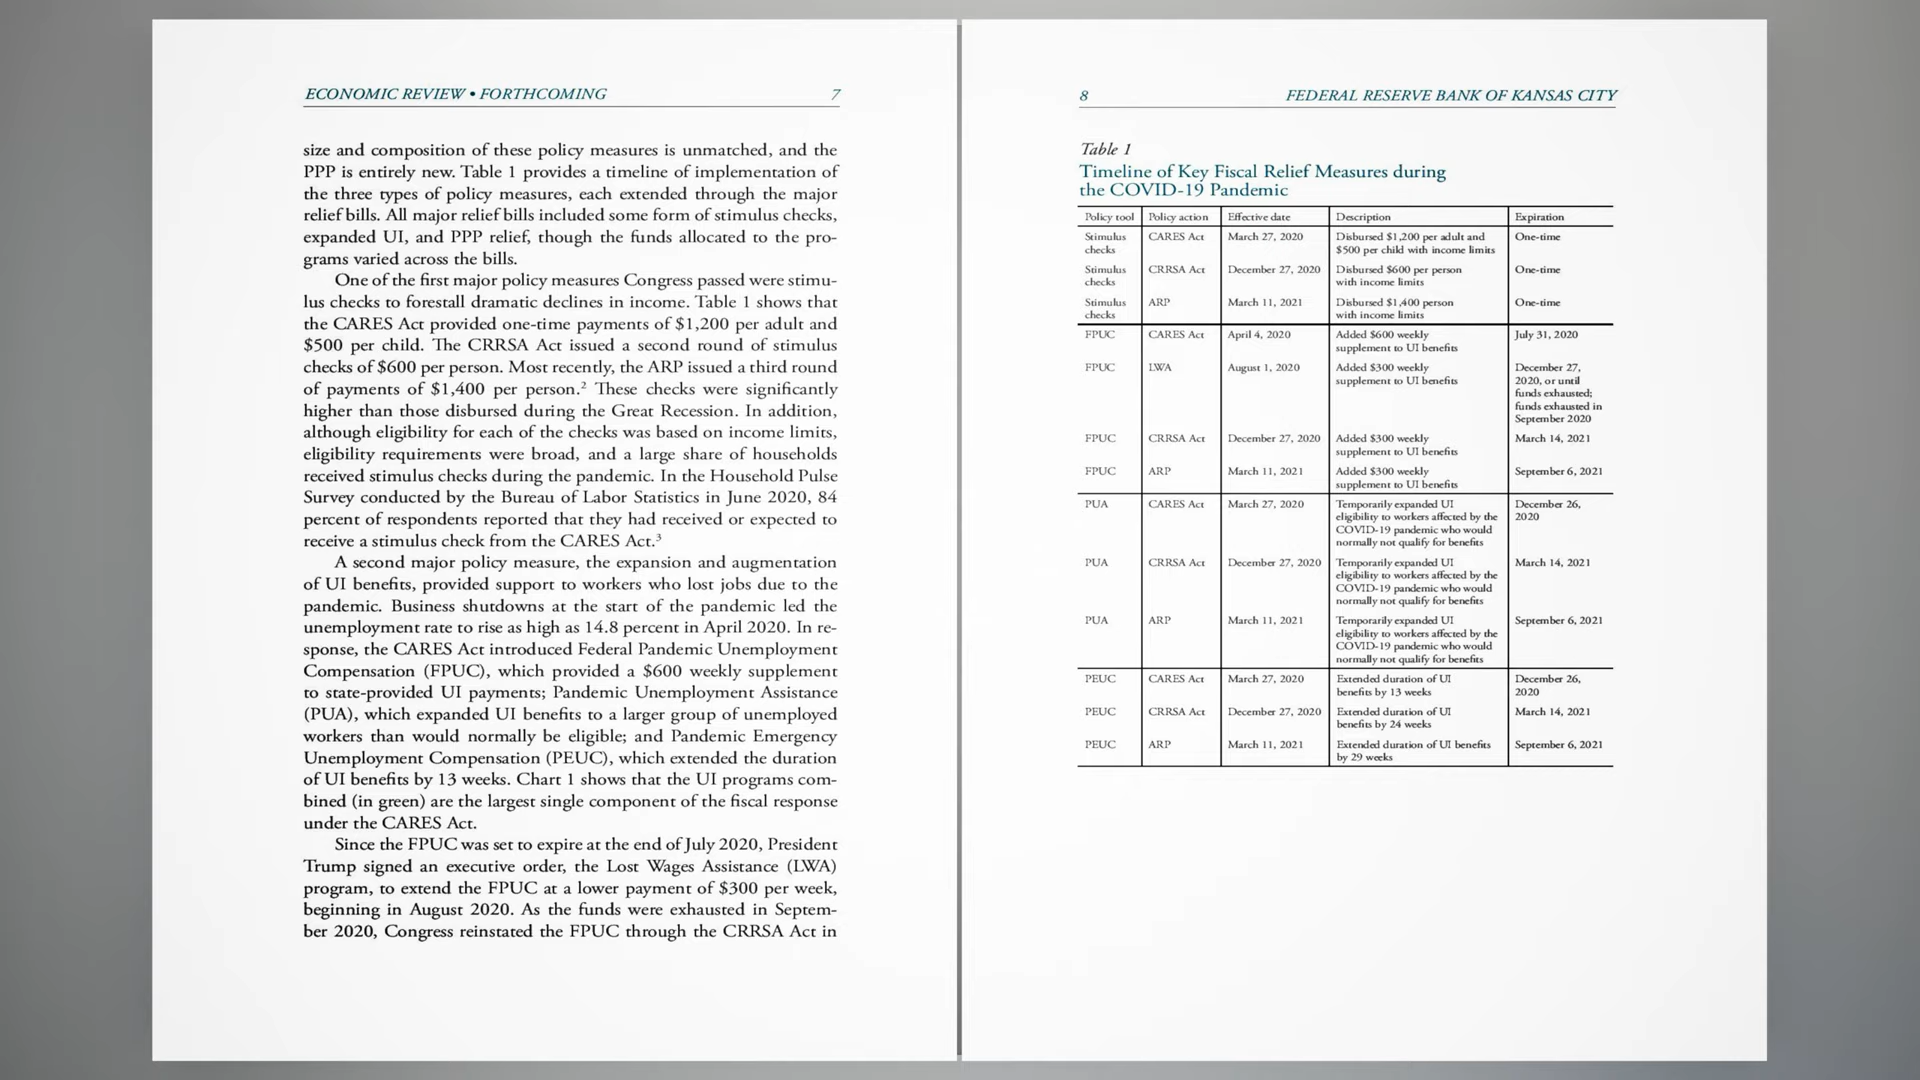 ECONOMIC REVIEW • FORTHCOMING 7
size and composition of these policy measures is unmatched, and the
PPP is entirely new. Table 1 provides a timeline of implementation of
the three types of policy measures, each extended through the major
relief bills. All major relief bills included some form of stimulus checks,
expanded UI, and PPP relief, though the funds allocated to the pro-
grams varied across the bills.
One of the first major policy measures Congress passed were stimu-
lus checks to forestall dramatic declines in income. Table 1 shows that
the CARES Act provided one-time payments of $1,200 per adult and
$500 per child. The CRRSA Act issued a second round of stimulus
checks of $600 per person. Most recently, the ARP issued a third round
of payments of $1,400 per person.2 These checks were significantly
higher than those disbursed during the Great Recession. In addition,
although eligibility for each of the checks was based on income limits,
eligibility requirements were broad, and a large share of households
received stimulus checks during the pandemic. In the Household Pulse
Survey conducted by the Bureau of Labor Statistics in June 2020, 84
percent of respondents reported that they had received or expected to
receive a stimulus check from the CARES Act.3
A second major policy measure, the expansion and augmentation
of UI benefits, provided support to workers who lost jobs due to the
pandemic. Business shutdowns at the start of the pandemic led the
unemployment rate to rise as high as 14.8 percent in April 2020. In re-
sponse, the CARES Act introduced Federal Pandemic Unemployment
Compensation (FPUC), which provided a $600 weekly supplement
to state-provided UI payments; Pandemic Unemployment Assistance
(PUA), which expanded UI benefits to a larger group of unemployed
workers than would normally be eligible; and Pandemic Emergency
Unemployment Compensation (PEUC), which extended the duration
of UI benefits by 13 weeks. Chart 1 shows that the UI programs com-
bined (in green) are the largest single component of the fiscal response
under the CARES Act.
Since the FPUC was set to expire at the end of July 2020, President
Trump signed an executive order, the Lost Wages Assistance (LWA)
program, to extend the FPUC at a lower payment of $300 per week,
beginning in August 2020. As the funds were exhausted in Septem-
ber 2020, Congress reinstated the FPUC through the CRRSA Act in
8 FEDERAL RESERVE BANK OF KANSAS CITY
Table 1
Timeline of Key Fiscal Relief Measures during
the COVID-19 Pandemic
Policy tool Policy action Effective date Description Expiration
Stimulus CARES Act March 27, 2020 Disbursed $1,200 per adult and One-time
checks $500 per child with income limits
Stimulus CRRSA Act December 27, 2020 Disbursed $600 per person One-time
checks with income limits
Stimulus ARP March 11, 2021 Disbursed $1,400 person One-time
checks with income limits
FPUC CARES Act April 4, 2020 Added $600 weekly July 31, 2020
supplement to UI benefits
FPUC LWA August 1, 2020 Added $300 weekly December 27,
supplement to UI benefits 2020, or until
funds exhausted;
funds exhausted in
September 2020
FPUC CRRSA Act December 27, 2020 Added $300 weekly March 14, 2021
supplement to UI benefits
FPUC ARP March 11, 2021 Added $300 weekly September 6, 2021
supplement to UI benefits
PUA CARES Act March 27, 2020 Temporarily expanded UI December 26,
eligibility to workers affected by the 2020
COVID-19 pandemic who would
normally not qualify for benefits
PUA CRRSA Act December 27, 2020 Temporarily expanded UI March 14, 2021
eligibility to workers affected by the
COVID-19 pandemic who would
normally not qualify for benefits
PUA ARP March 11, 2021 Temporarily expanded UI September 6, 2021
eligibility to workers affected by the
COVID-19 pandemic who would
normally not qualify for benefits
PEUC CARES Act March 27, 2020 Extended duration of UI December 26,
benefits by 13 weeks 2020
PEUC CRRSA Act December 27, 2020 Extended duration of UI March 14, 2021
benefits by 24 weeks
PEUC ARP March 11, 2021 Extended duration of UI benefits September 6, 2021
by 29 weeks